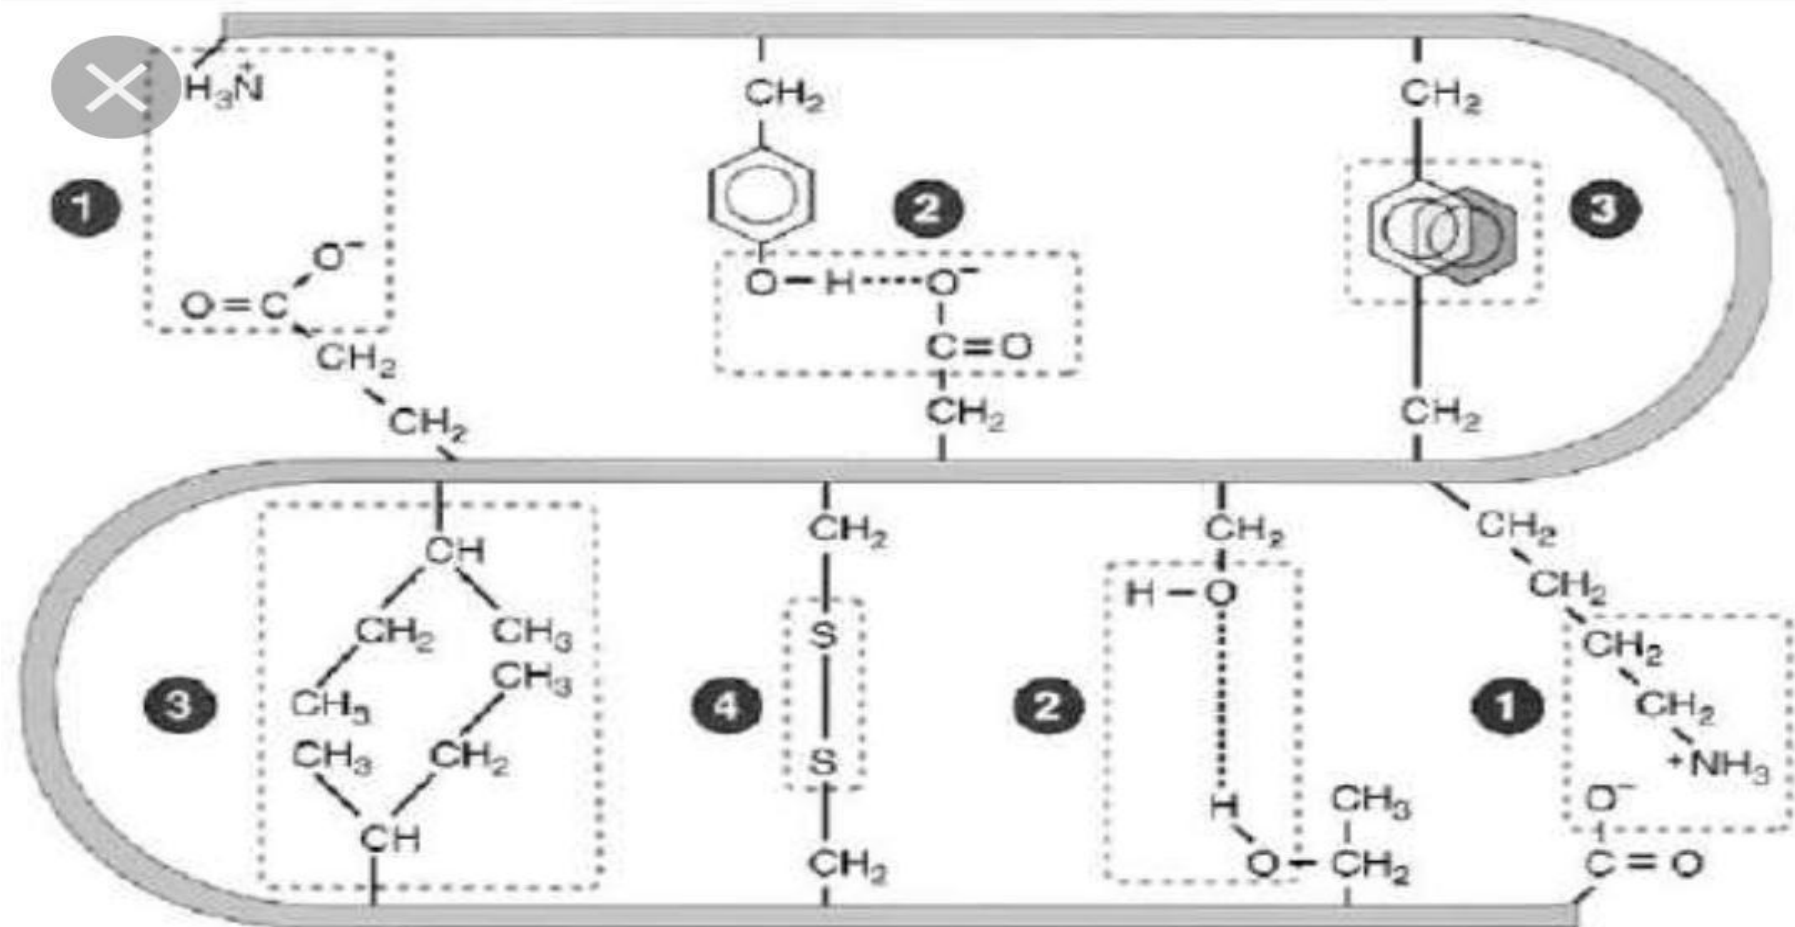 H₃N⁺
CH₂
CH₂
1
2
3
O⁻
O=C
O—H┄┄O⁻
CH₂
C=O
CH₂
CH₂
CH₂
CH₂
CH₂
CH₂
CH
H—O
CH₂
CH₂
CH₃
S
CH₂
CH₃
3
4
2
1
CH₂
CH₃
S
⁺NH₃
CH₃
CH₂
H
CH₃
O⁻
CH
CH₂
O—CH₂
C=O